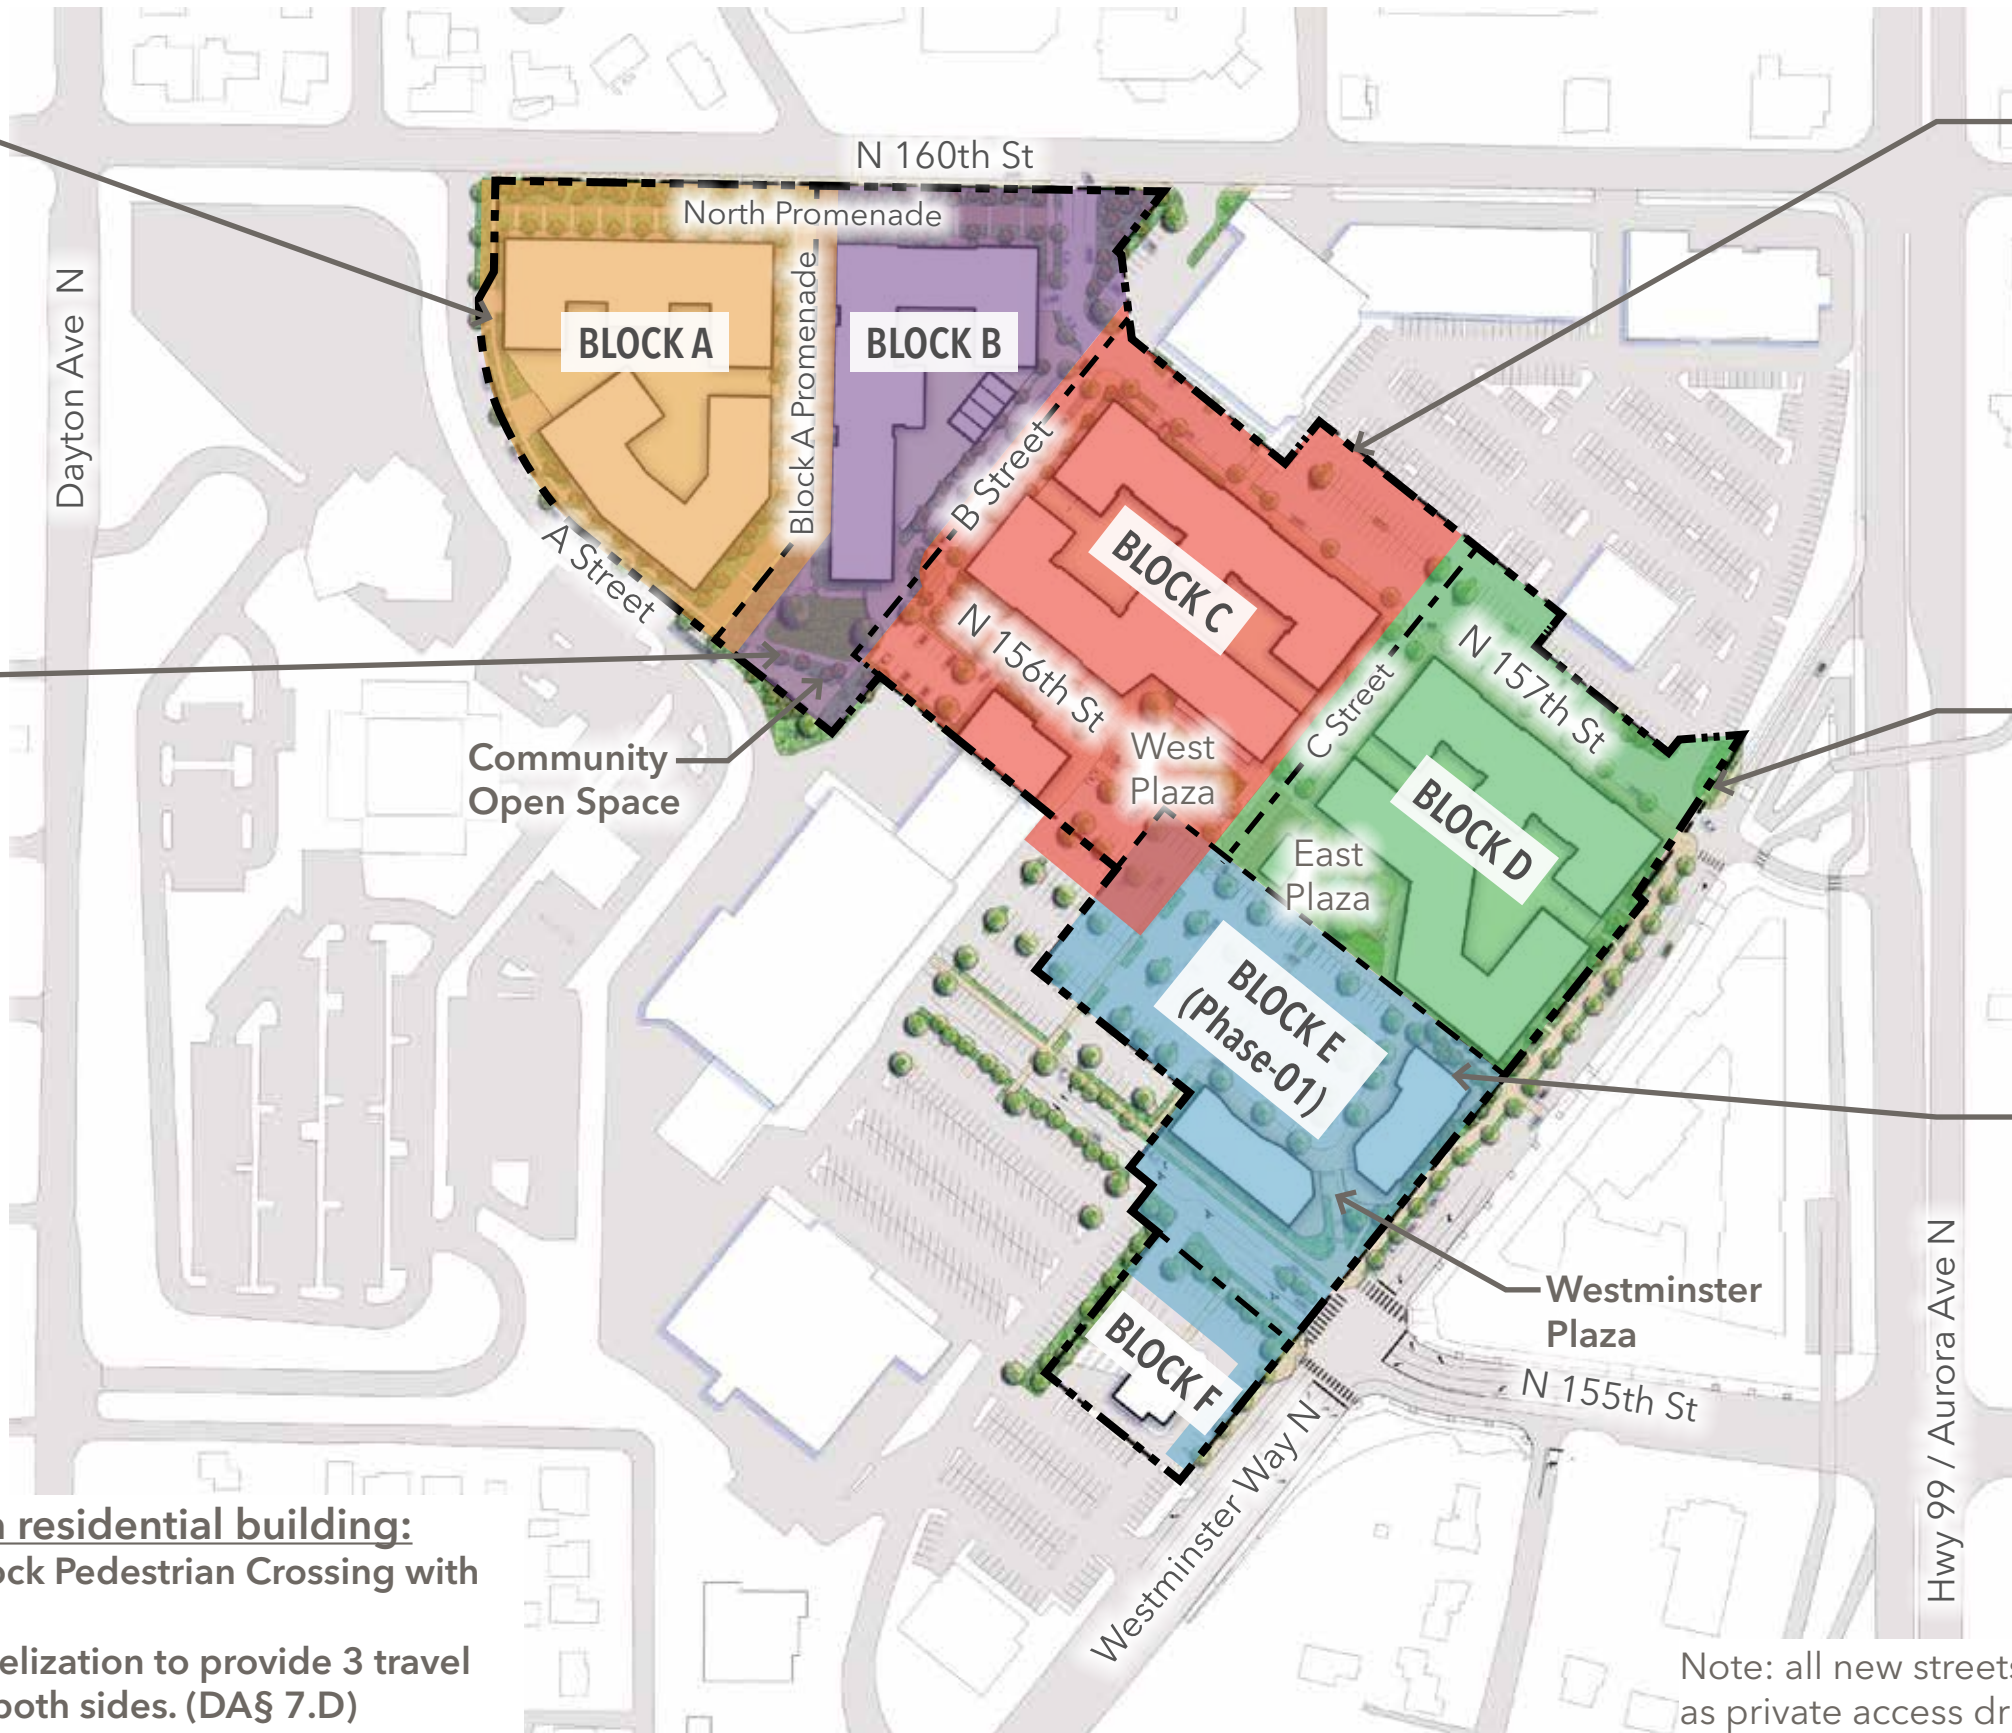 N 160th St
North Promenade
Dayton Ave N
BLOCK A
Block A Promenade
BLOCK B
B Street
A Street
BLOCK C
N 156th St
C Street
N 157th St
West
Plaza
Community
Open Space
BLOCK D
East
Plaza
BLOCK E
(Phase-01)
Westminster
Plaza
BLOCK F
N 155th St
Westminster Way N
Hwy 99 / Aurora Ave N
residential building:
ock Pedestrian Crossing with
elization to provide 3 travel
both sides. (DA§ 7.D)
Note: all new streets
as private access dr